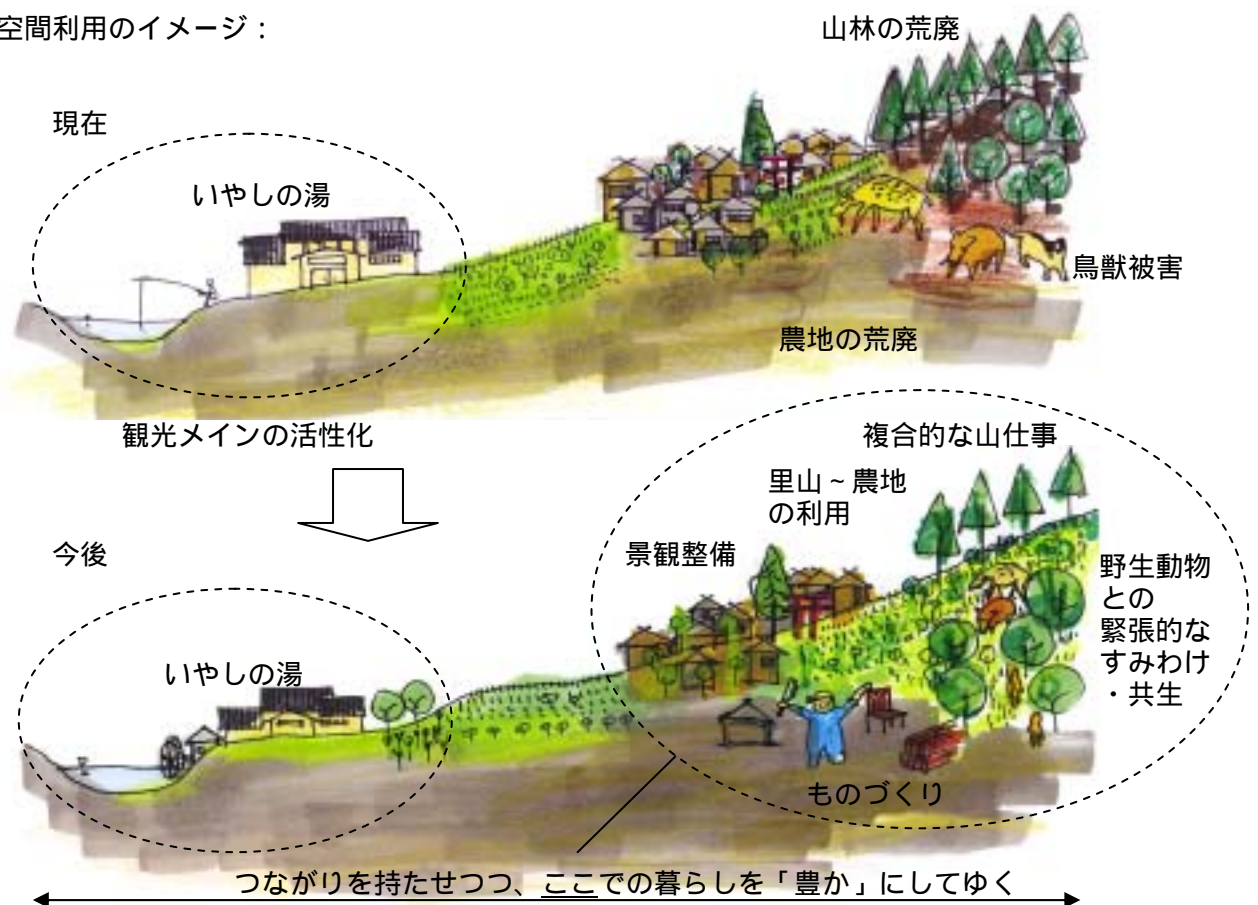 空間利用のイメージ：
山林の荒廃
現在
いやしの湯
鳥獣被害
農地の荒廃
観光メインの活性化
複合的な山仕事
里山～農地
の利用
景観整備
今後
野生動物
との
緊張的な
すみわけ
・共生
いやしの湯
ものづくり
つながりを持たせつつ、ここでの暮らしを「豊か」にしてゆく